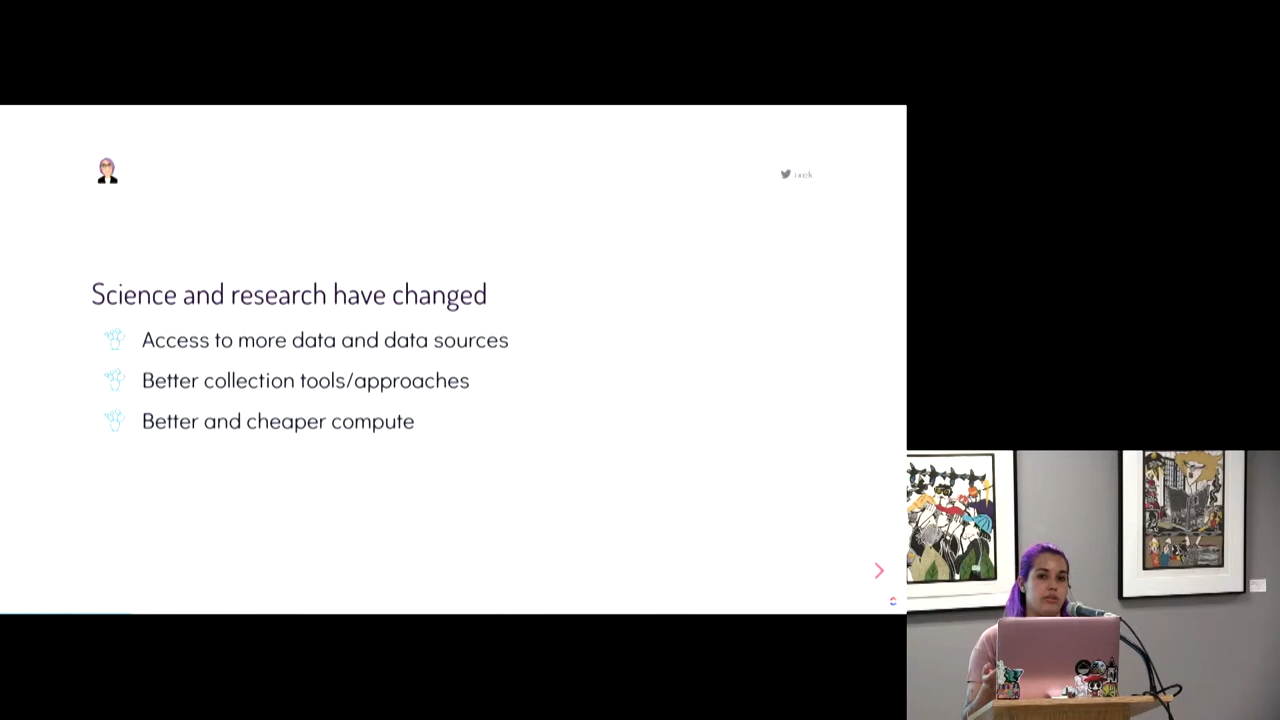 ixek
Science and research have changed
Access to more data and data sources
Better collection tools/approaches
Better and cheaper compute